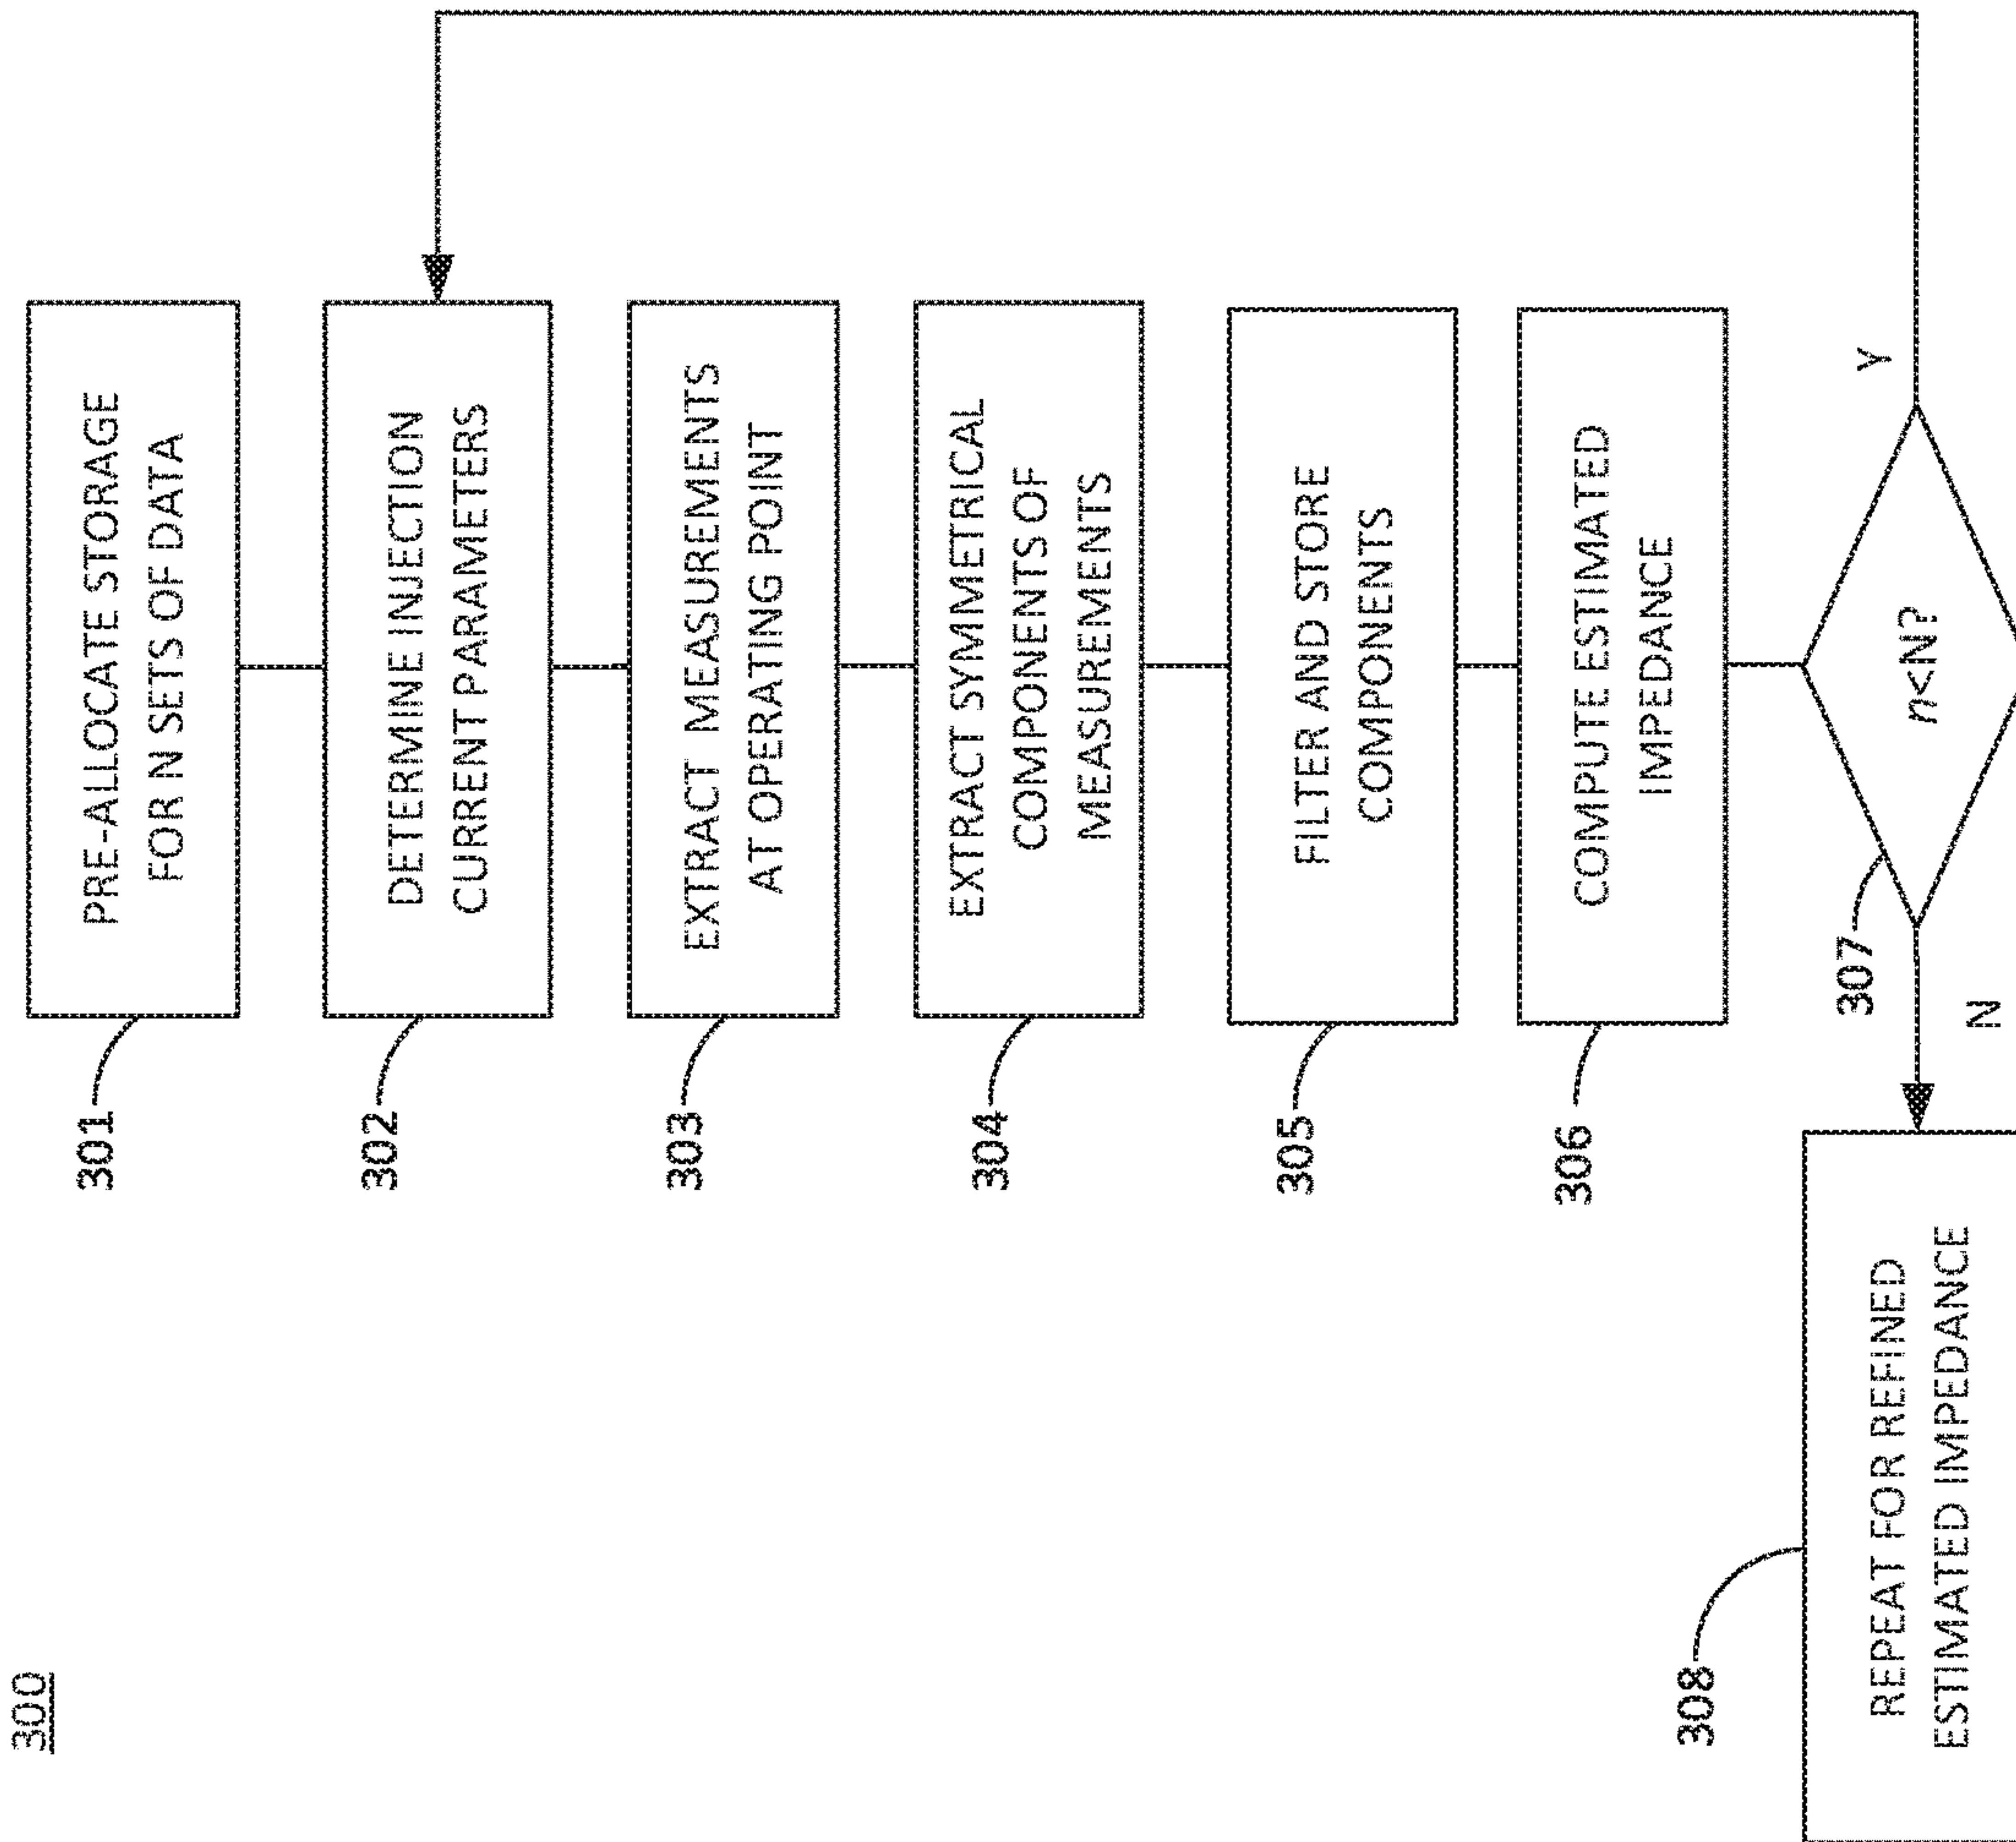 300
301
PRE-ALLOCATE STORAGE
FOR N SETS OF DATA
302
DETERMINE INJECTION
CURRENT PARAMETERS
303
EXTRACT MEASUREMENTS
AT OPERATING POINT
304
EXTRACT SYMMETRICAL
COMPONENTS OF
MEASUREMENTS
305
FILTER AND STORE
COMPONENTS
306
COMPUTE ESTIMATED
IMPEDANCE
307
n<N?
Y
N
308
REPEAT FOR REFINED
ESTIMATED IMPEDANCE